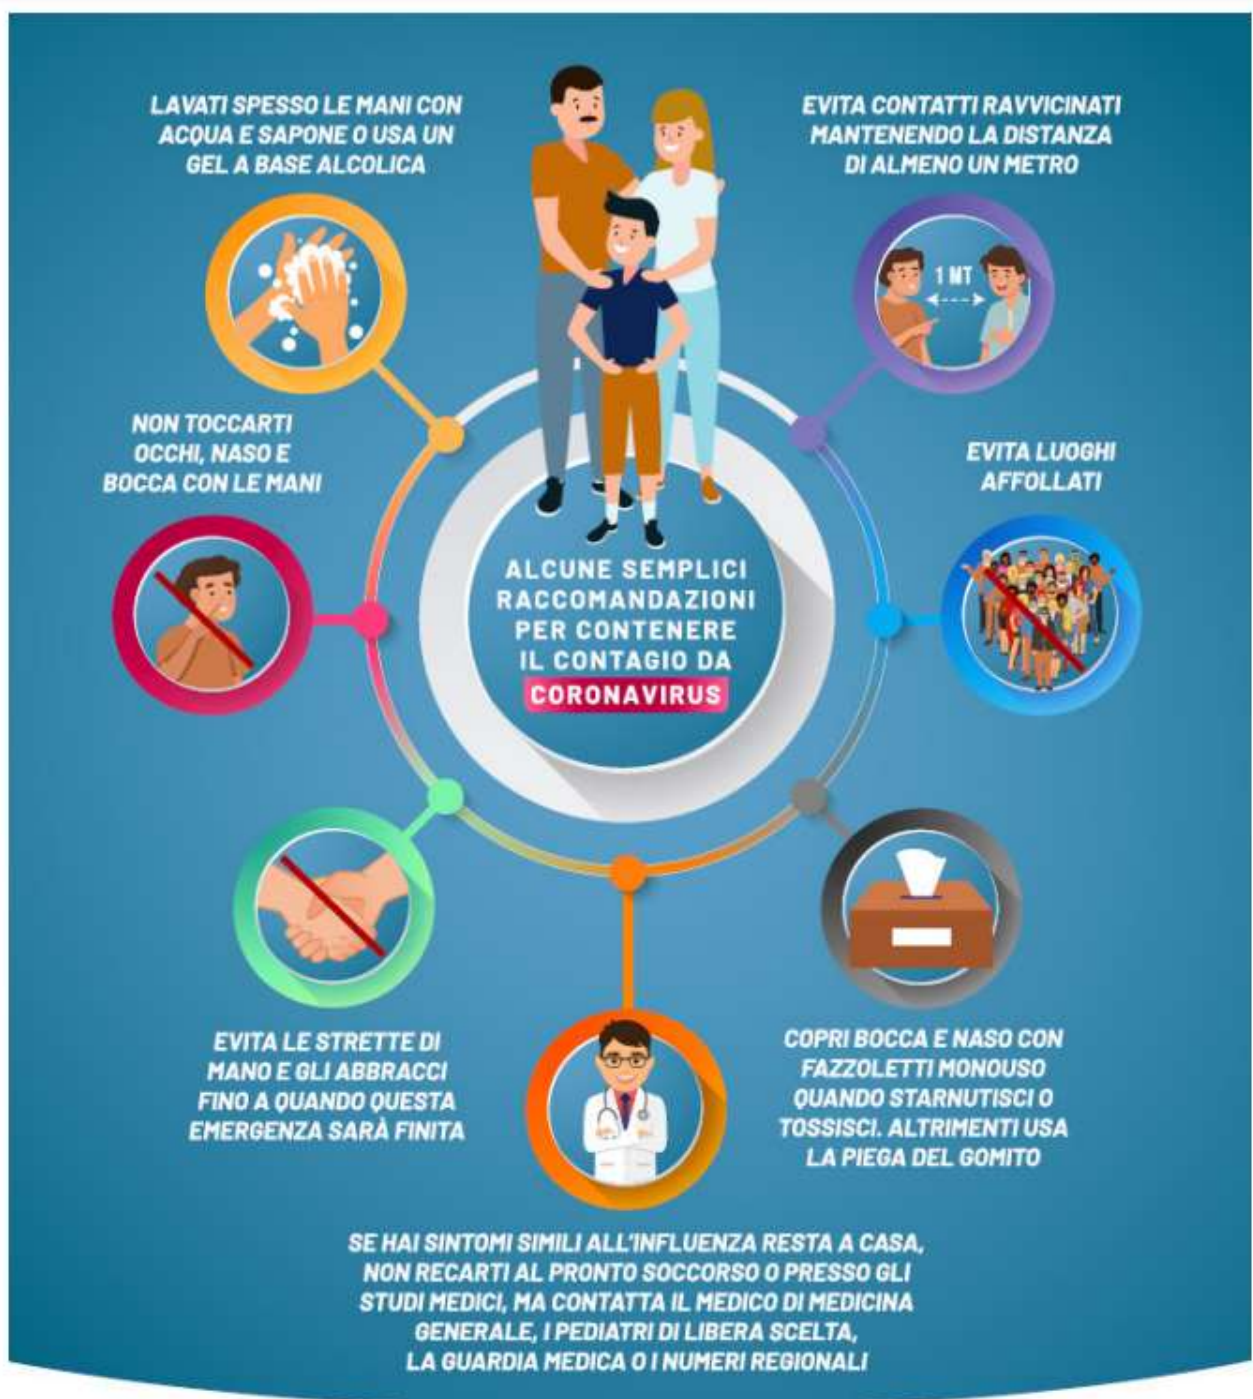 LAVATI SPESSO LE MANI CON
ACQUA E SAPONE O USA UN
GEL A BASE ALCOLICA
EVITA CONTATTI RAVVICINATI
MANTENENDO LA DISTANZA
DI ALMENO UN METRO
1 MT
NON TOCCARTI
OCCHI, NASO E
BOCCA CON LE MANI
EVITA LUOGHI
AFFOLLATI
ALCUNE SEMPLICI
RACCOMANDAZIONI
PER CONTENERE
IL CONTAGIO DA
CORONAVIRUS
EVITA LE STRETTE DI
MANO E GLI ABBRACCI
FINO A QUANDO QUESTA
EMERGENZA SARÀ FINITA
COPRI BOCCA E NASO CON
FAZZOLETTI MONOUSO
QUANDO STARNUTISCI O
TOSSISCI. ALTRIMENTI USA
LA PIEGA DEL GOMITO
SE HAI SINTOMI SIMILI ALL'INFLUENZA RESTA A CASA,
NON RECARTI AL PRONTO SOCCORSO O PRESSO GLI
STUDI MEDICI, MA CONTATTA IL MEDICO DI MEDICINA
GENERALE, I PEDIATRI DI LIBERA SCELTA,
LA GUARDIA MEDICA O I NUMERI REGIONALI